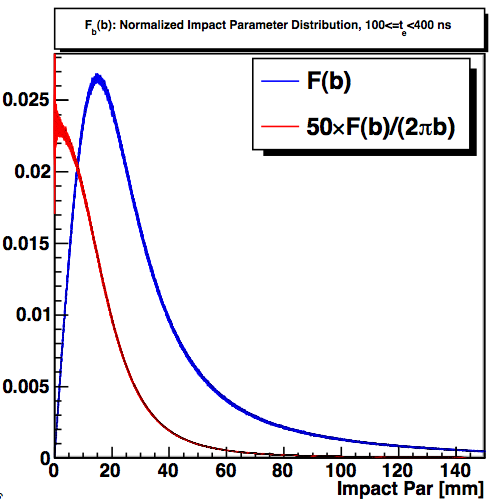 F_b(b): Normalized Impact Parameter Distribution, 100<=t_e<400 ns
F(b)
50×F(b)/(2πb)
0.025
0.02
0.015
0.01
0.005
0
0 20 40 60 80 100 120 140
Impact Par [mm]